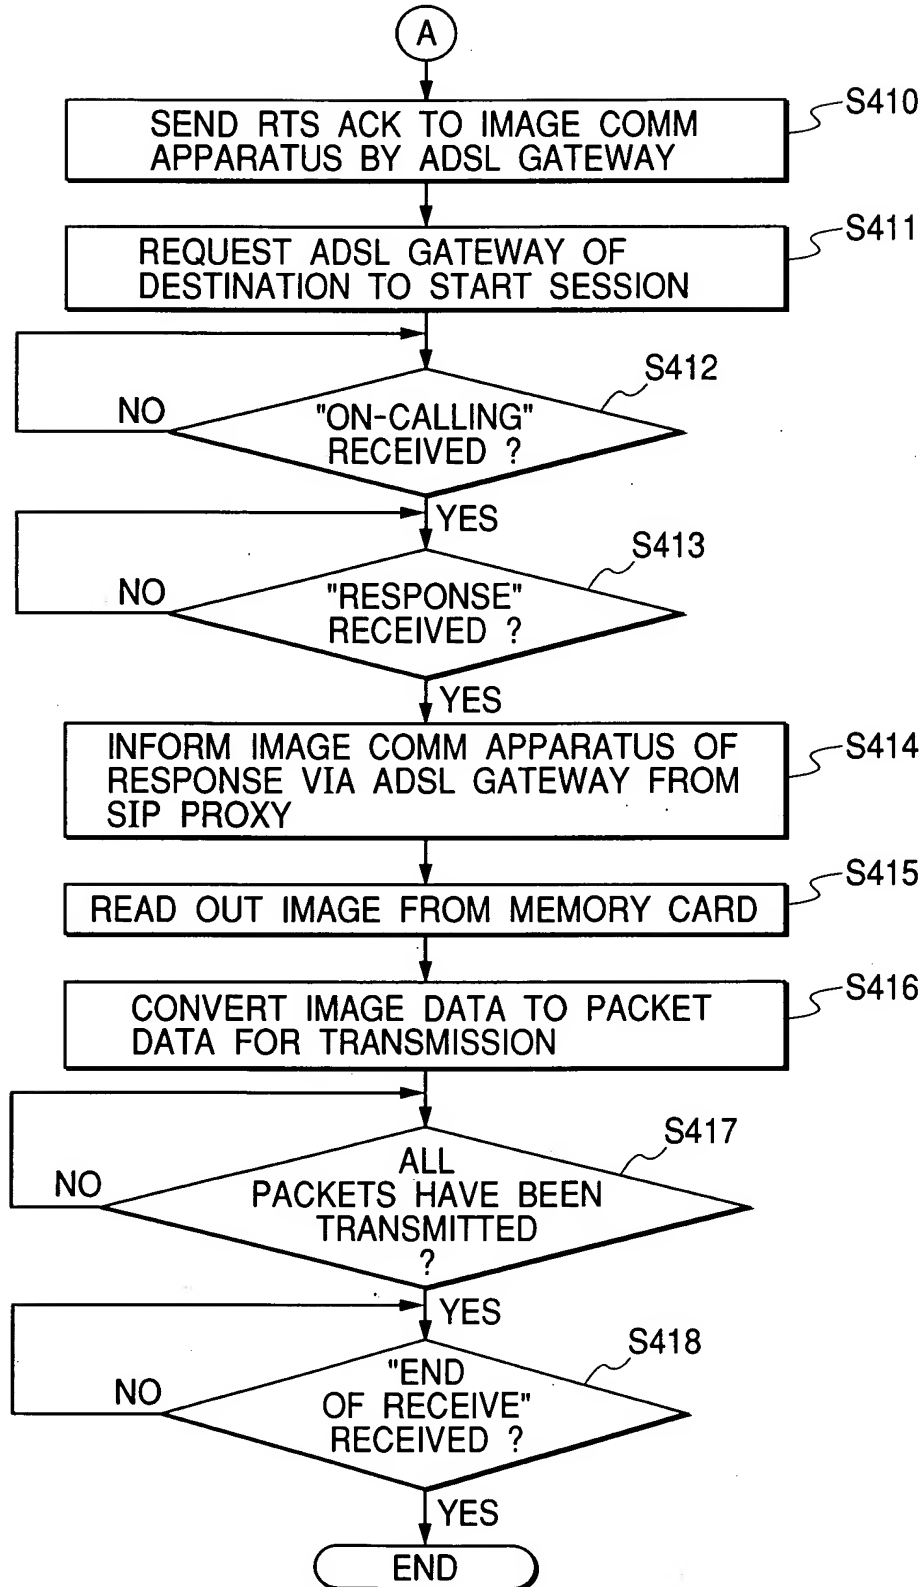 A
SEND RTS ACK TO IMAGE COMM
APPARATUS BY ADSL GATEWAY
S410
REQUEST ADSL GATEWAY OF
DESTINATION TO START SESSION
S411
"ON-CALLING"
RECEIVED ?
S412
NO
YES
"RESPONSE"
RECEIVED ?
S413
NO
YES
INFORM IMAGE COMM APPARATUS OF
RESPONSE VIA ADSL GATEWAY FROM
SIP PROXY
S414
READ OUT IMAGE FROM MEMORY CARD
S415
CONVERT IMAGE DATA TO PACKET
DATA FOR TRANSMISSION
S416
ALL
PACKETS HAVE BEEN
TRANSMITTED
?
S417
NO
YES
"END
OF RECEIVE"
RECEIVED ?
S418
NO
YES
END